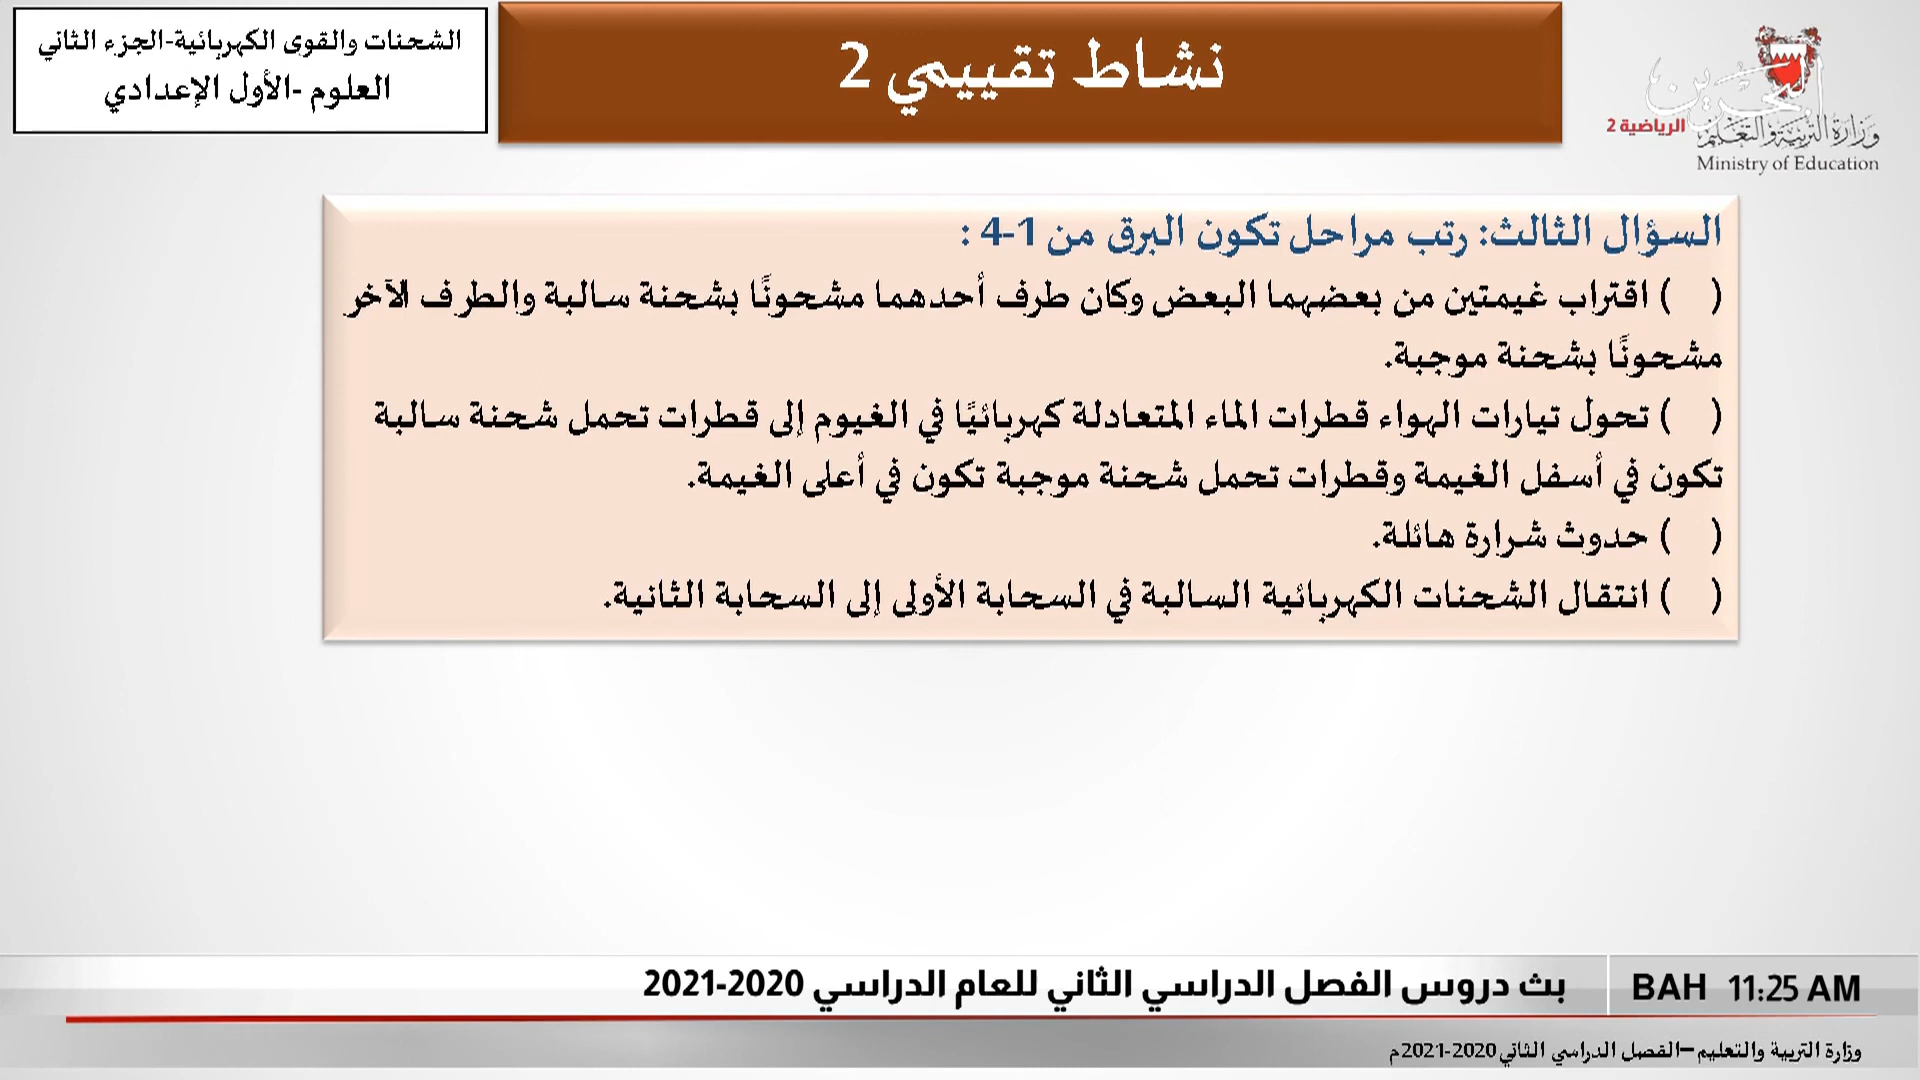 الشحنات والقوى الكهربائية-الجزء الثاني
العلوم -الأول الإعدادي
نشاط تقييمي 2
البحرين
الرياضية 2
وزارة التربية والتعليم
Ministry of Education
السؤال الثالث: رتب مراحل تكون البرق من 1-4 :
(   ) اقتراب غيمتين من بعضهما البعض وكان طرف أحدهما مشحونًا بشحنة سالبة والطرف الآخر
مشحونًا بشحنة موجبة.
(   ) تحول تيارات الهواء قطرات الماء المتعادلة كهربائيًا في الغيوم إلى قطرات تحمل شحنة سالبة
تكون في أسفل الغيمة وقطرات تحمل شحنة موجبة تكون في أعلى الغيمة.
(   ) حدوث شرارة هائلة.
(   ) انتقال الشحنات الكهربائية السالبة في السحابة الأولى إلى السحابة الثانية.
بث دروس الفصل الدراسي الثاني للعام الدراسي 2020-2021
BAH 11:25 AM
وزارة التربية والتعليم –الفصل الدراسي الثاني 2020-2021م